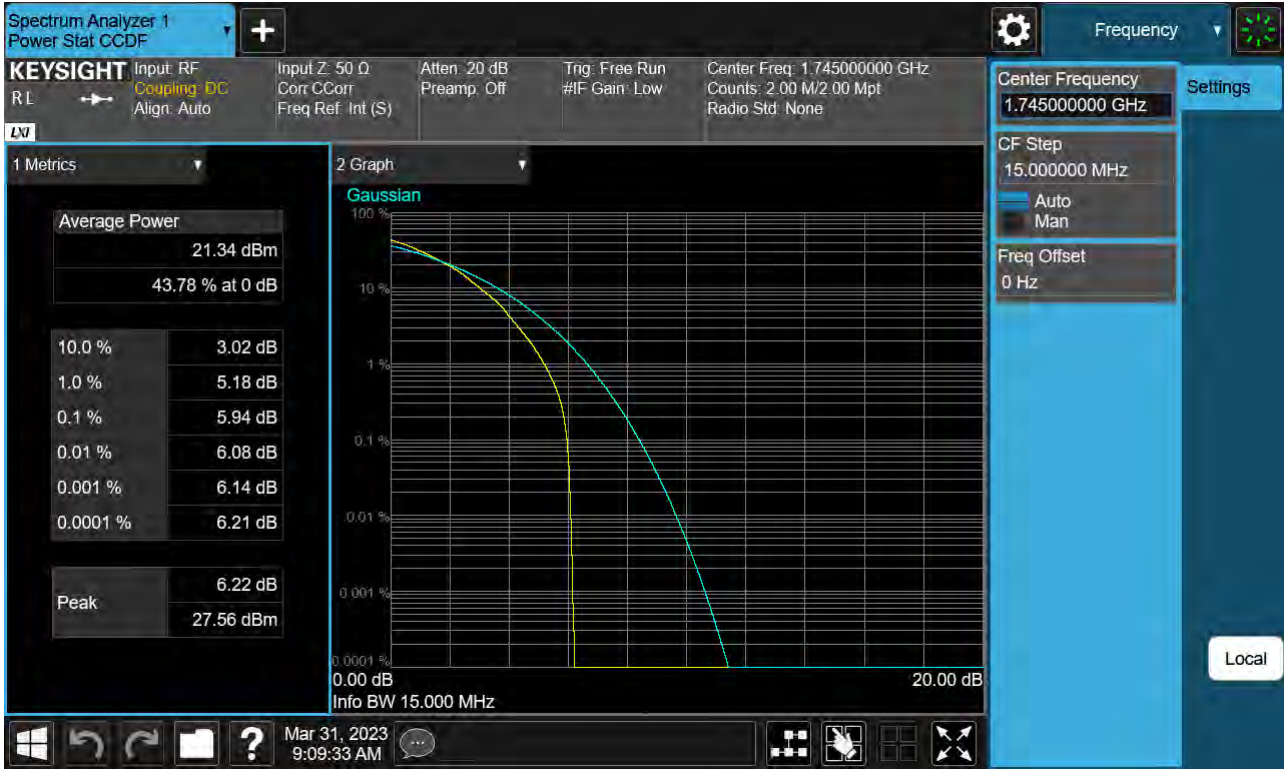 Spectrum Analyzer 1
Power Stat CCDF
+
Frequency
KEYSIGHT
R L
LXI
Input: RF
Coupling: DC
Align: Auto
Input Z: 50 Ω
Corr CCorr
Freq Ref: Int (S)
Atten: 20 dB
Preamp: Off
Trig: Free Run
#IF Gain: Low
Center Freq: 1.745000000 GHz
Counts: 2.00 M/2.00 Mpt
Radio Std: None
Center Frequency
1.745000000 GHz
Settings
CF Step
15.000000 MHz
Auto
Man
Freq Offset
0 Hz
1 Metrics
Average Power
21.34 dBm
43.78 % at 0 dB
10.0 % 3.02 dB
1.0 % 5.18 dB
0.1 % 5.94 dB
0.01 % 6.08 dB
0.001 % 6.14 dB
0.0001 % 6.21 dB
Peak
6.22 dB
27.56 dBm
2 Graph
Gaussian
100 %
10 %
1 %
0.1 %
0.01 %
0.001 %
0.0001 %
0.00 dB 20.00 dB
Info BW 15.000 MHz
Local
?
Mar 31, 2023
9:09:33 AM